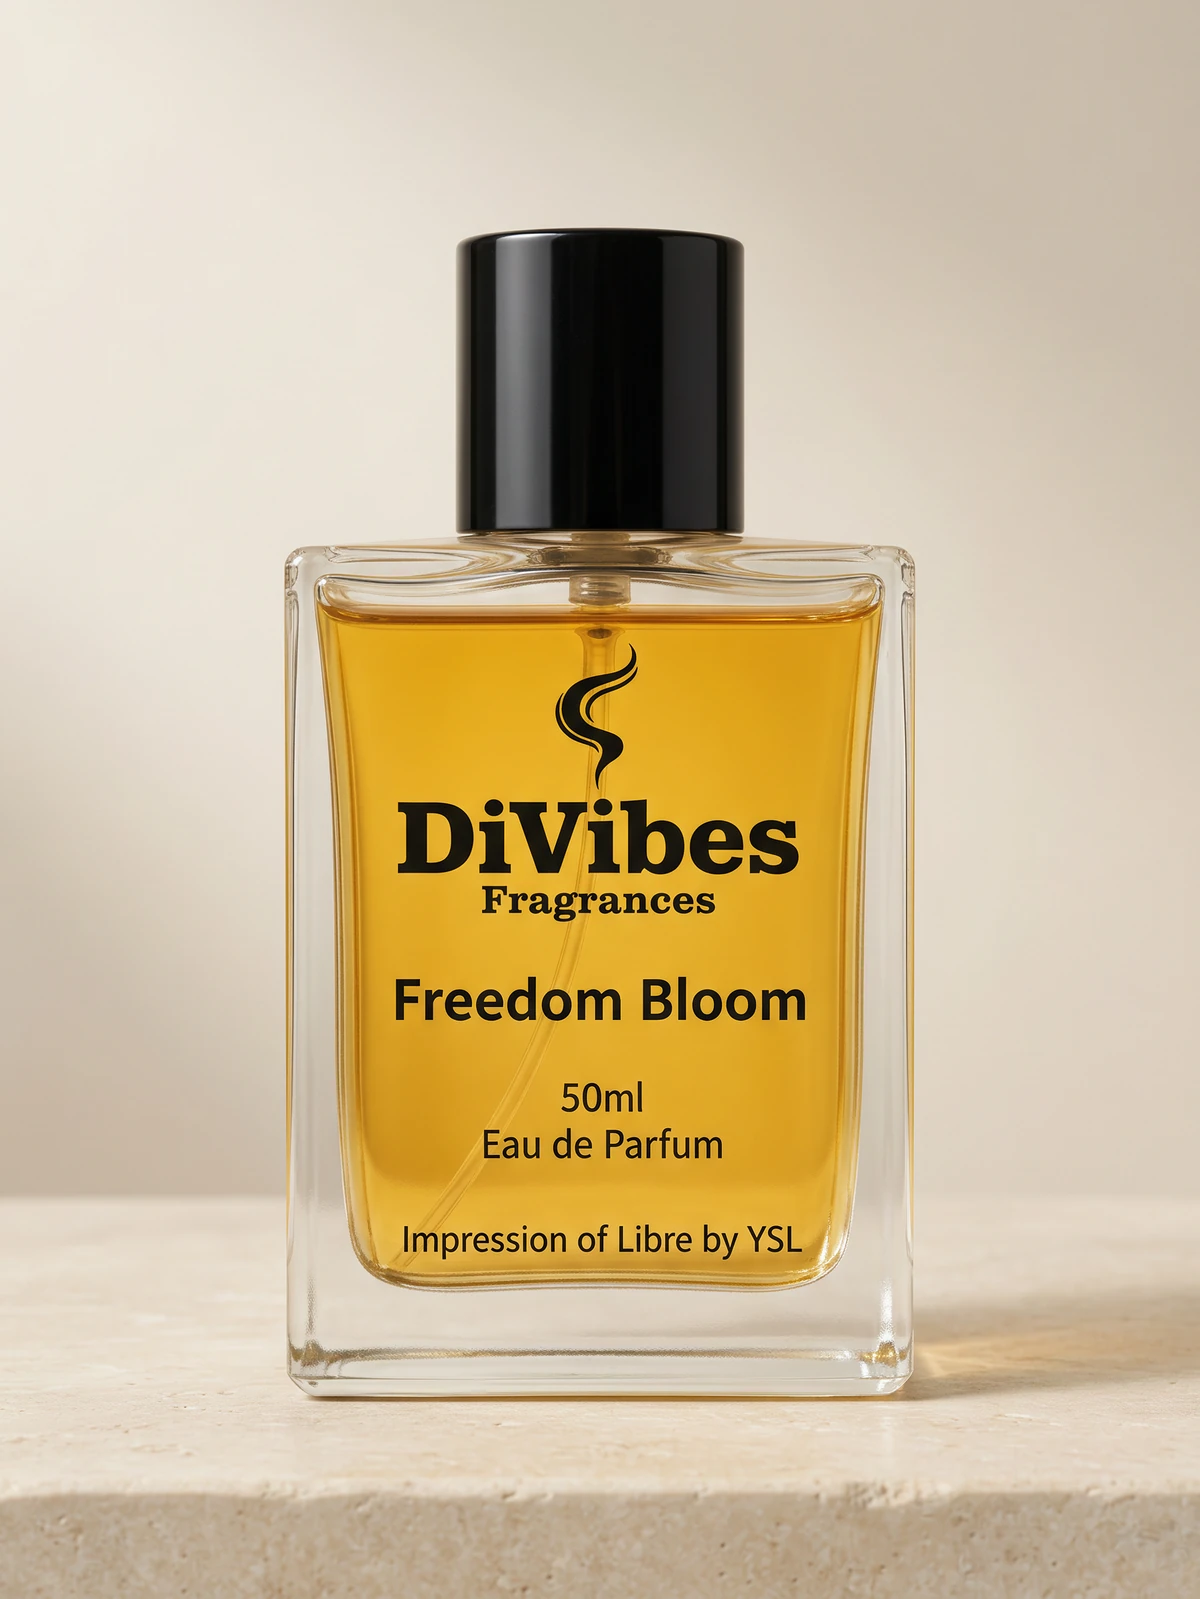 DiVibes
Fragrances
Freedom Bloom
50ml
Eau de Parfum
Impression of Libre by YSL